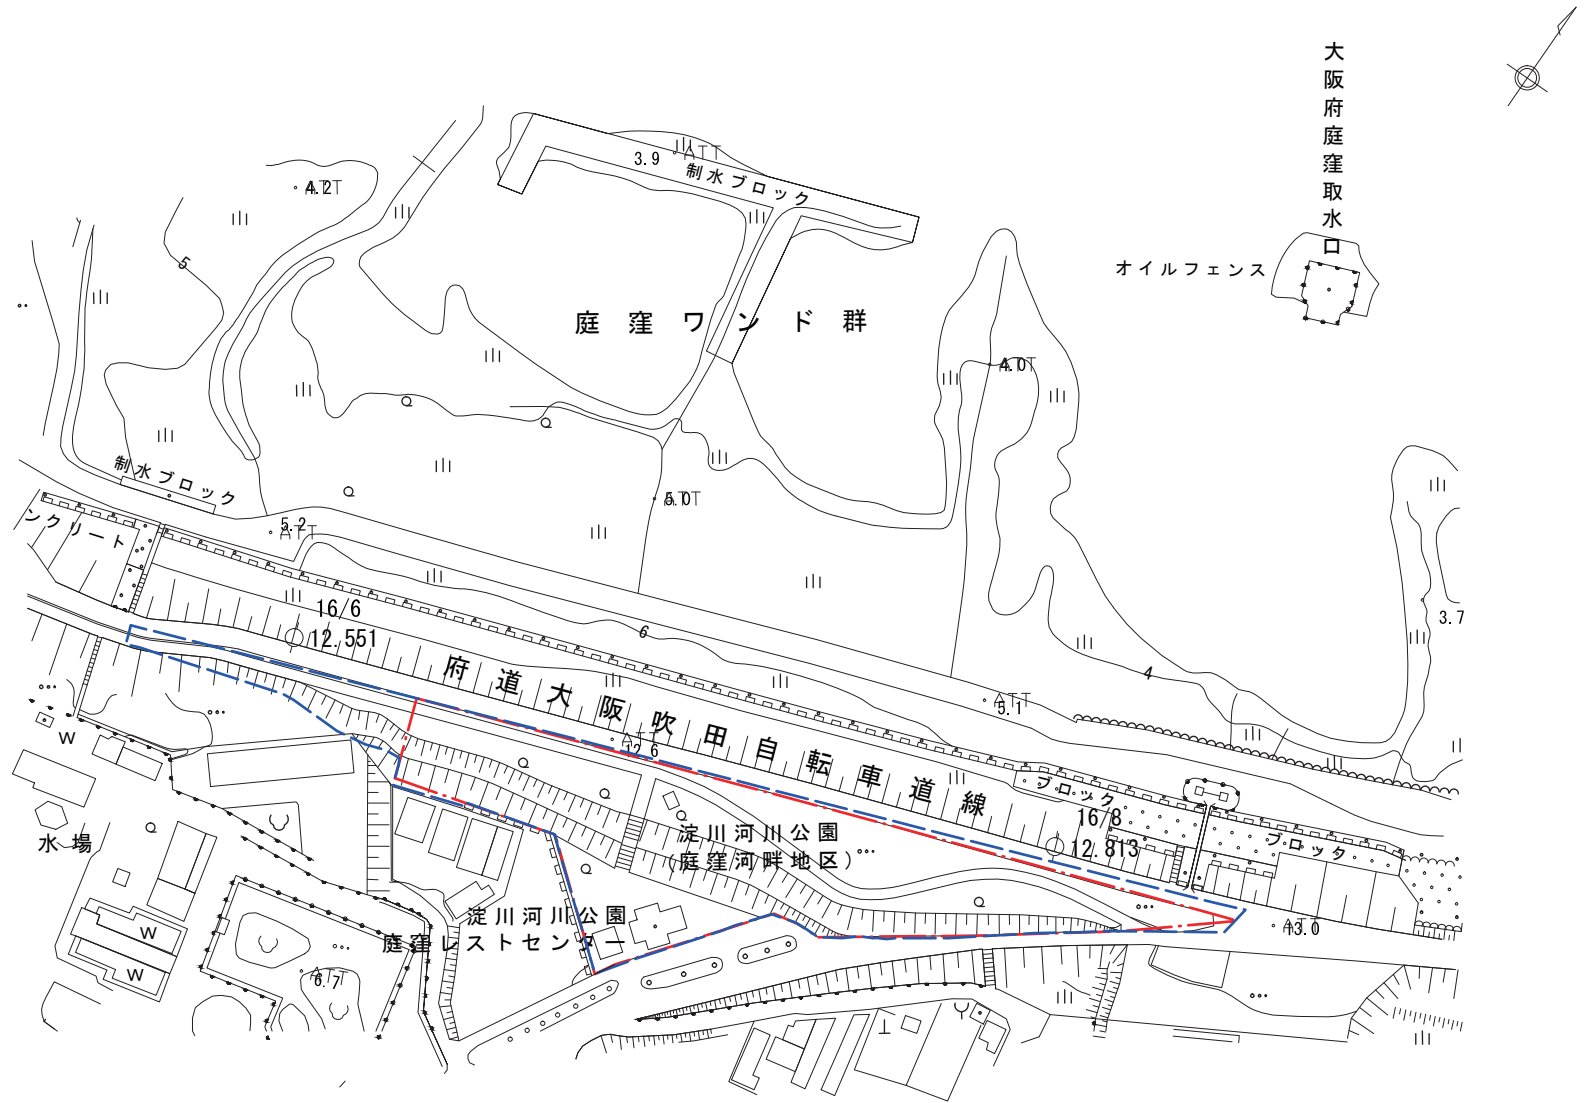 大阪府庭窪取水口
3.9
制水ブロック
4.2
5
オイルフェンス
庭窪ワンド群
4.0
制水ブロック
5.0
5.2
ンクリート
16/6
12.551
6
3.7
4
府道大阪吹田自転車道線
5.1
12.6
W
ブロック
16/8
12.813
ブロック
水場
淀川河川公園
(庭窪河畔地区)
淀川河川公園
庭窪レストセンター
13.0
W
W
6.7